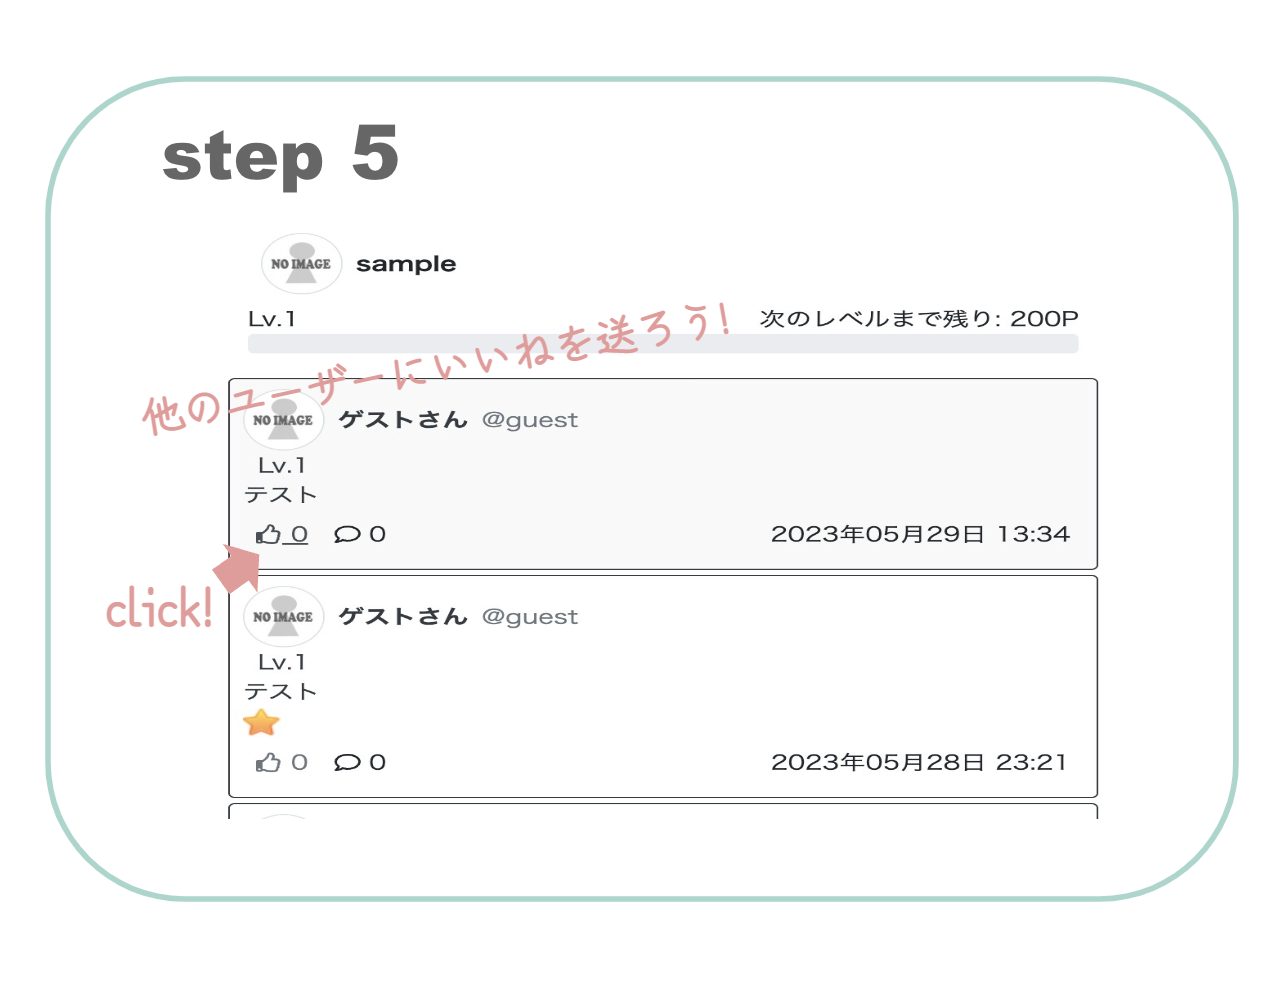 step 5
NO IMAGE
sample
Lv.1
次のレベルまで残り: 200P
他のユーザーにいいねを送ろう!
NO IMAGE
ゲストさん @guest
Lv.1
テスト
0 0 2023年05月29日 13:34
click!
NO IMAGE
ゲストさん @guest
Lv.1
テスト
0 0 2023年05月28日 23:21